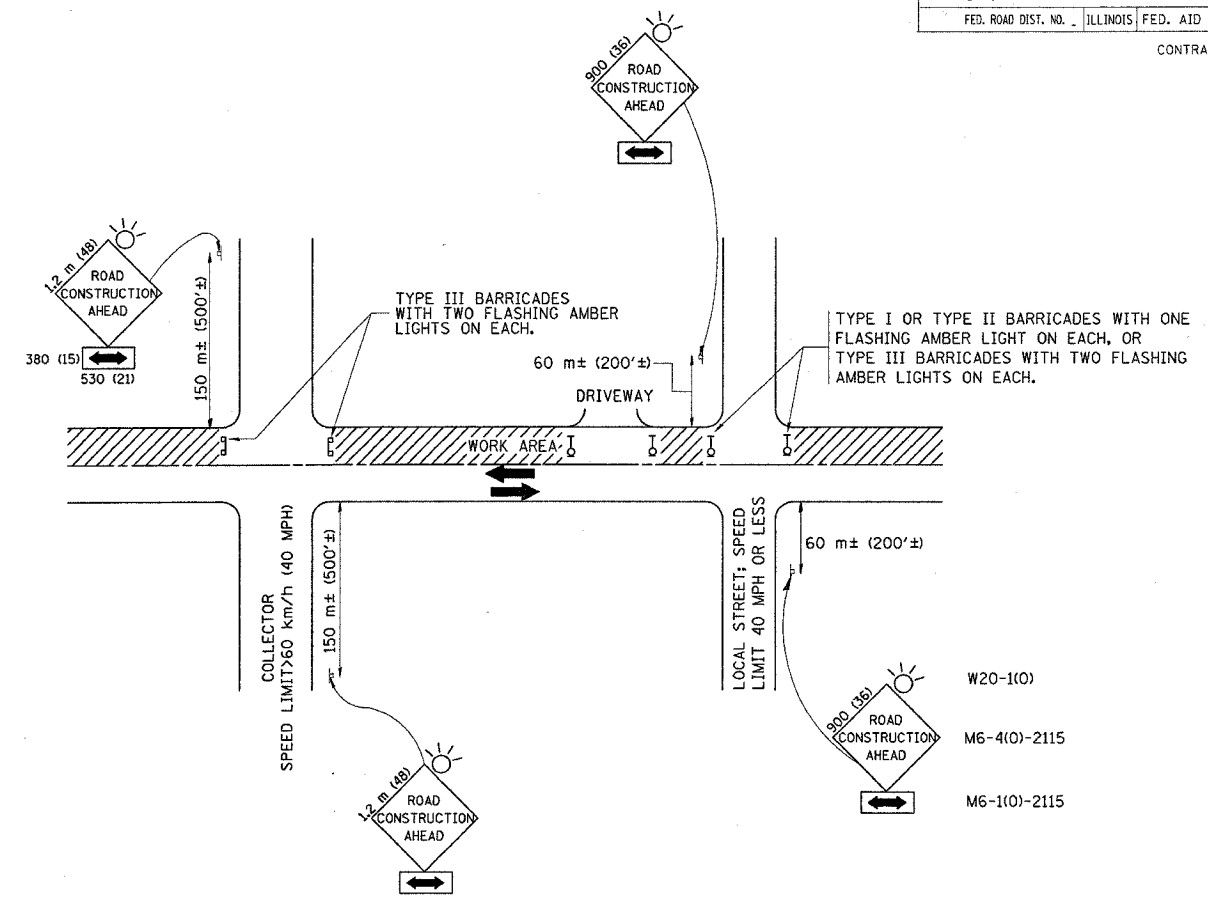 FED. ROAD DIST. NO. _ ILLINOIS FED. AID
CONTRA
900 (36)
ROAD
CONSTRUCTION
AHEAD
1.2 m (48)
ROAD
CONSTRUCTION
AHEAD
380 (15)
530 (21)
150 m± (500'±)
TYPE III BARRICADES
WITH TWO FLASHING AMBER
LIGHTS ON EACH.
60 m± (200'±)
DRIVEWAY
TYPE I OR TYPE II BARRICADES WITH ONE
FLASHING AMBER LIGHT ON EACH, OR
TYPE III BARRICADES WITH TWO FLASHING
AMBER LIGHTS ON EACH.
WORK AREA
COLLECTOR
SPEED LIMIT>60 km/h (40 MPH)
150 m± (500'±)
LOCAL STREET; SPEED
LIMIT 40 MPH OR LESS
60 m± (200'±)
1.2 m (48)
ROAD
CONSTRUCTION
AHEAD
900 (36)
ROAD
CONSTRUCTION
AHEAD
W20-1(O)
M6-4(O)-2115
M6-1(O)-2115